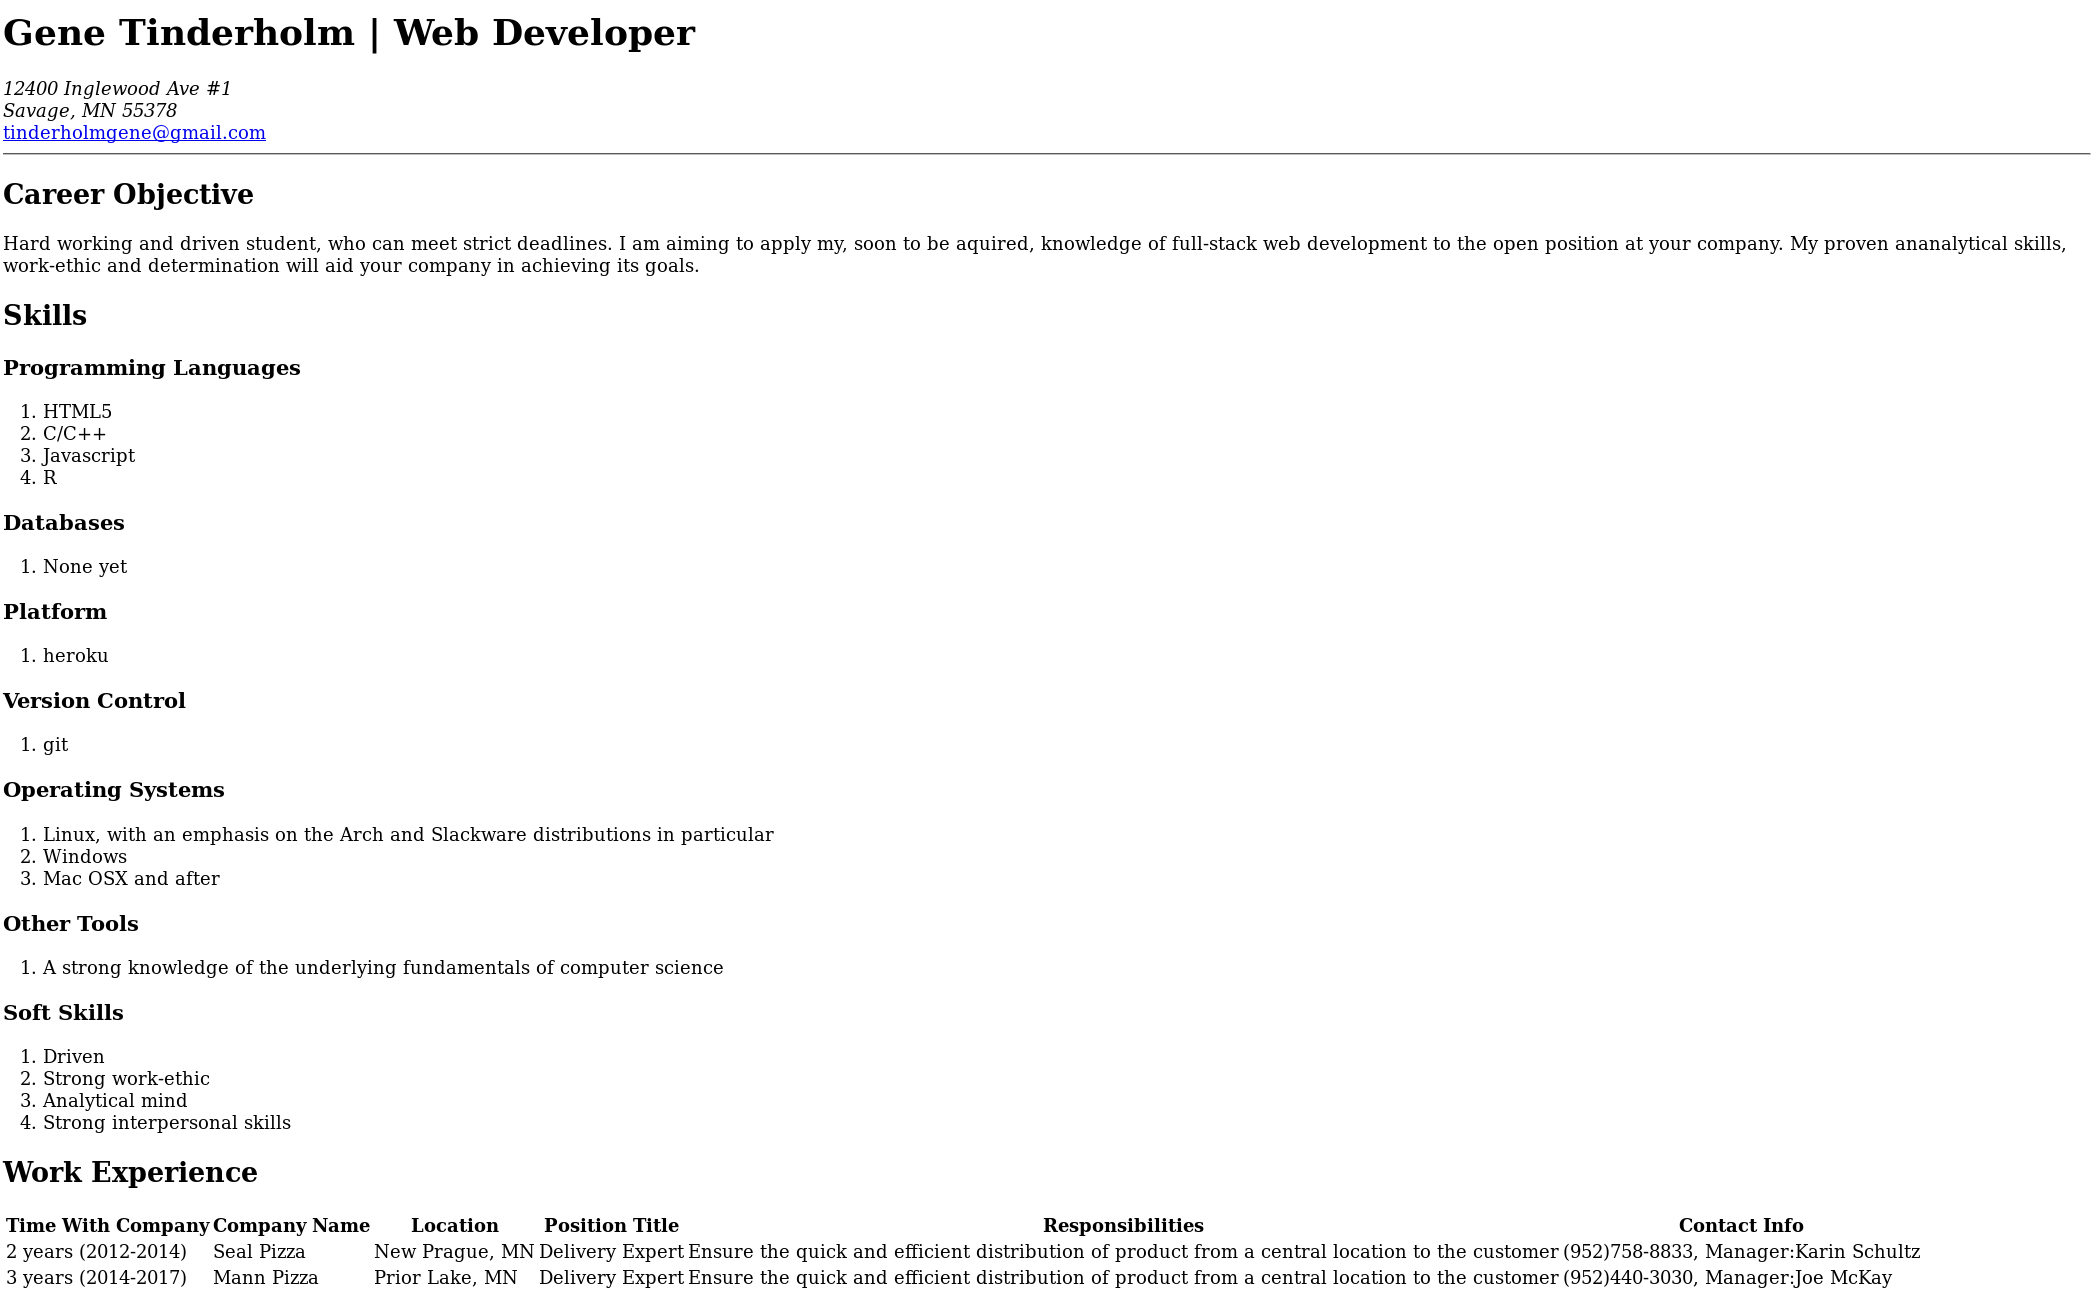 Gene Tinderholm | Web Developer
12400 Inglewood Ave #1
Savage, MN 55378
tinderholmgene@gmail.com
Career Objective
Hard working and driven student, who can meet strict deadlines. I am aiming to apply my, soon to be aquired, knowledge of full-stack web development to the open position at your company. My proven ananalytical skills,
work-ethic and determination will aid your company in achieving its goals.
Skills
Programming Languages
1. HTML5
2. C/C++
3. Javascript
4. R
Databases
1. None yet
Platform
1. heroku
Version Control
1. git
Operating Systems
1. Linux, with an emphasis on the Arch and Slackware distributions in particular
2. Windows
3. Mac OSX and after
Other Tools
1. A strong knowledge of the underlying fundamentals of computer science
Soft Skills
1. Driven
2. Strong work-ethic
3. Analytical mind
4. Strong interpersonal skills
Work Experience
Time With Company Company Name Location Position Title Responsibilities Contact Info
2 years (2012-2014) Seal Pizza New Prague, MN Delivery Expert Ensure the quick and efficient distribution of product from a central location to the customer (952)758-8833, Manager:Karin Schultz
3 years (2014-2017) Mann Pizza Prior Lake, MN Delivery Expert Ensure the quick and efficient distribution of product from a central location to the customer (952)440-3030, Manager:Joe McKay